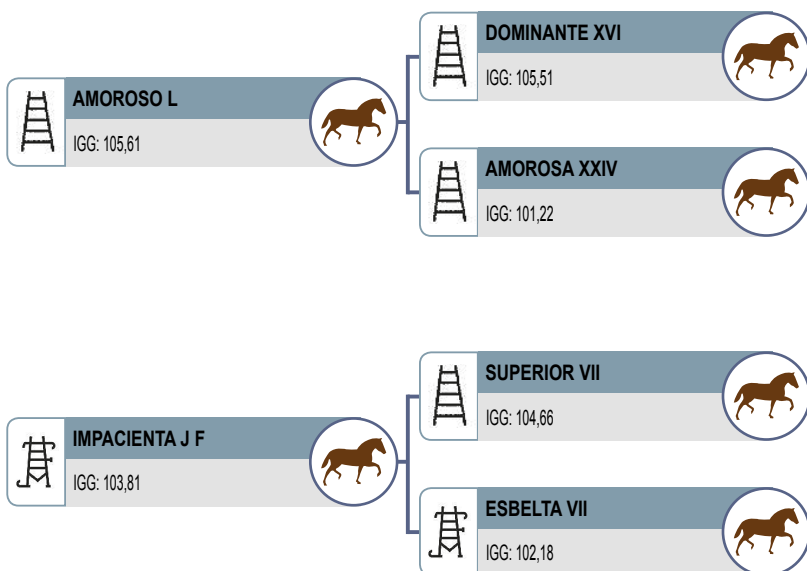 AMOROSO L
IGG: 105,61
DOMINANTE XVI
IGG: 105,51
AMOROSA XXIV
IGG: 101,22
IMPACIENTA J F
IGG: 103,81
SUPERIOR VII
IGG: 104,66
ESBELTA VII
IGG: 102,18